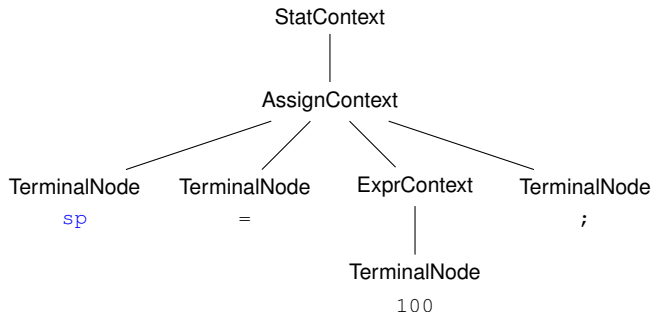 StatContext
AssignContext
TerminalNode TerminalNode ExprContext TerminalNode
sp = ;
TerminalNode
100